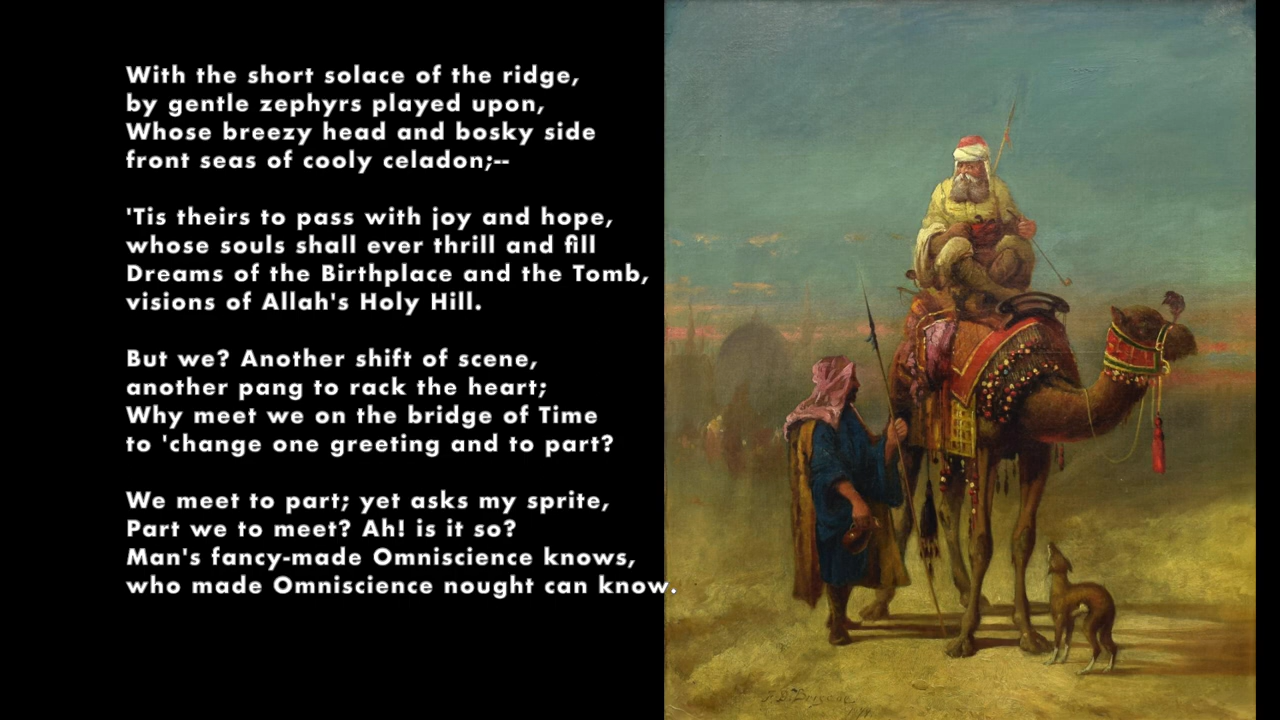 With the short solace of the ridge,
by gentle zephyrs played upon,
Whose breezy head and bosky side
front seas of cooly celadon;--
'Tis theirs to pass with joy and hope,
whose souls shall ever thrill and fill
Dreams of the Birthplace and the Tomb,
visions of Allah's Holy Hill.
But we? Another shift of scene,
another pang to rack the heart;
Why meet we on the bridge of Time
to 'change one greeting and to part?
We meet to part; yet asks my sprite,
Part we to meet? Ah! is it so?
Man's fancy-made Omniscience knows,
who made Omniscience nought can know.